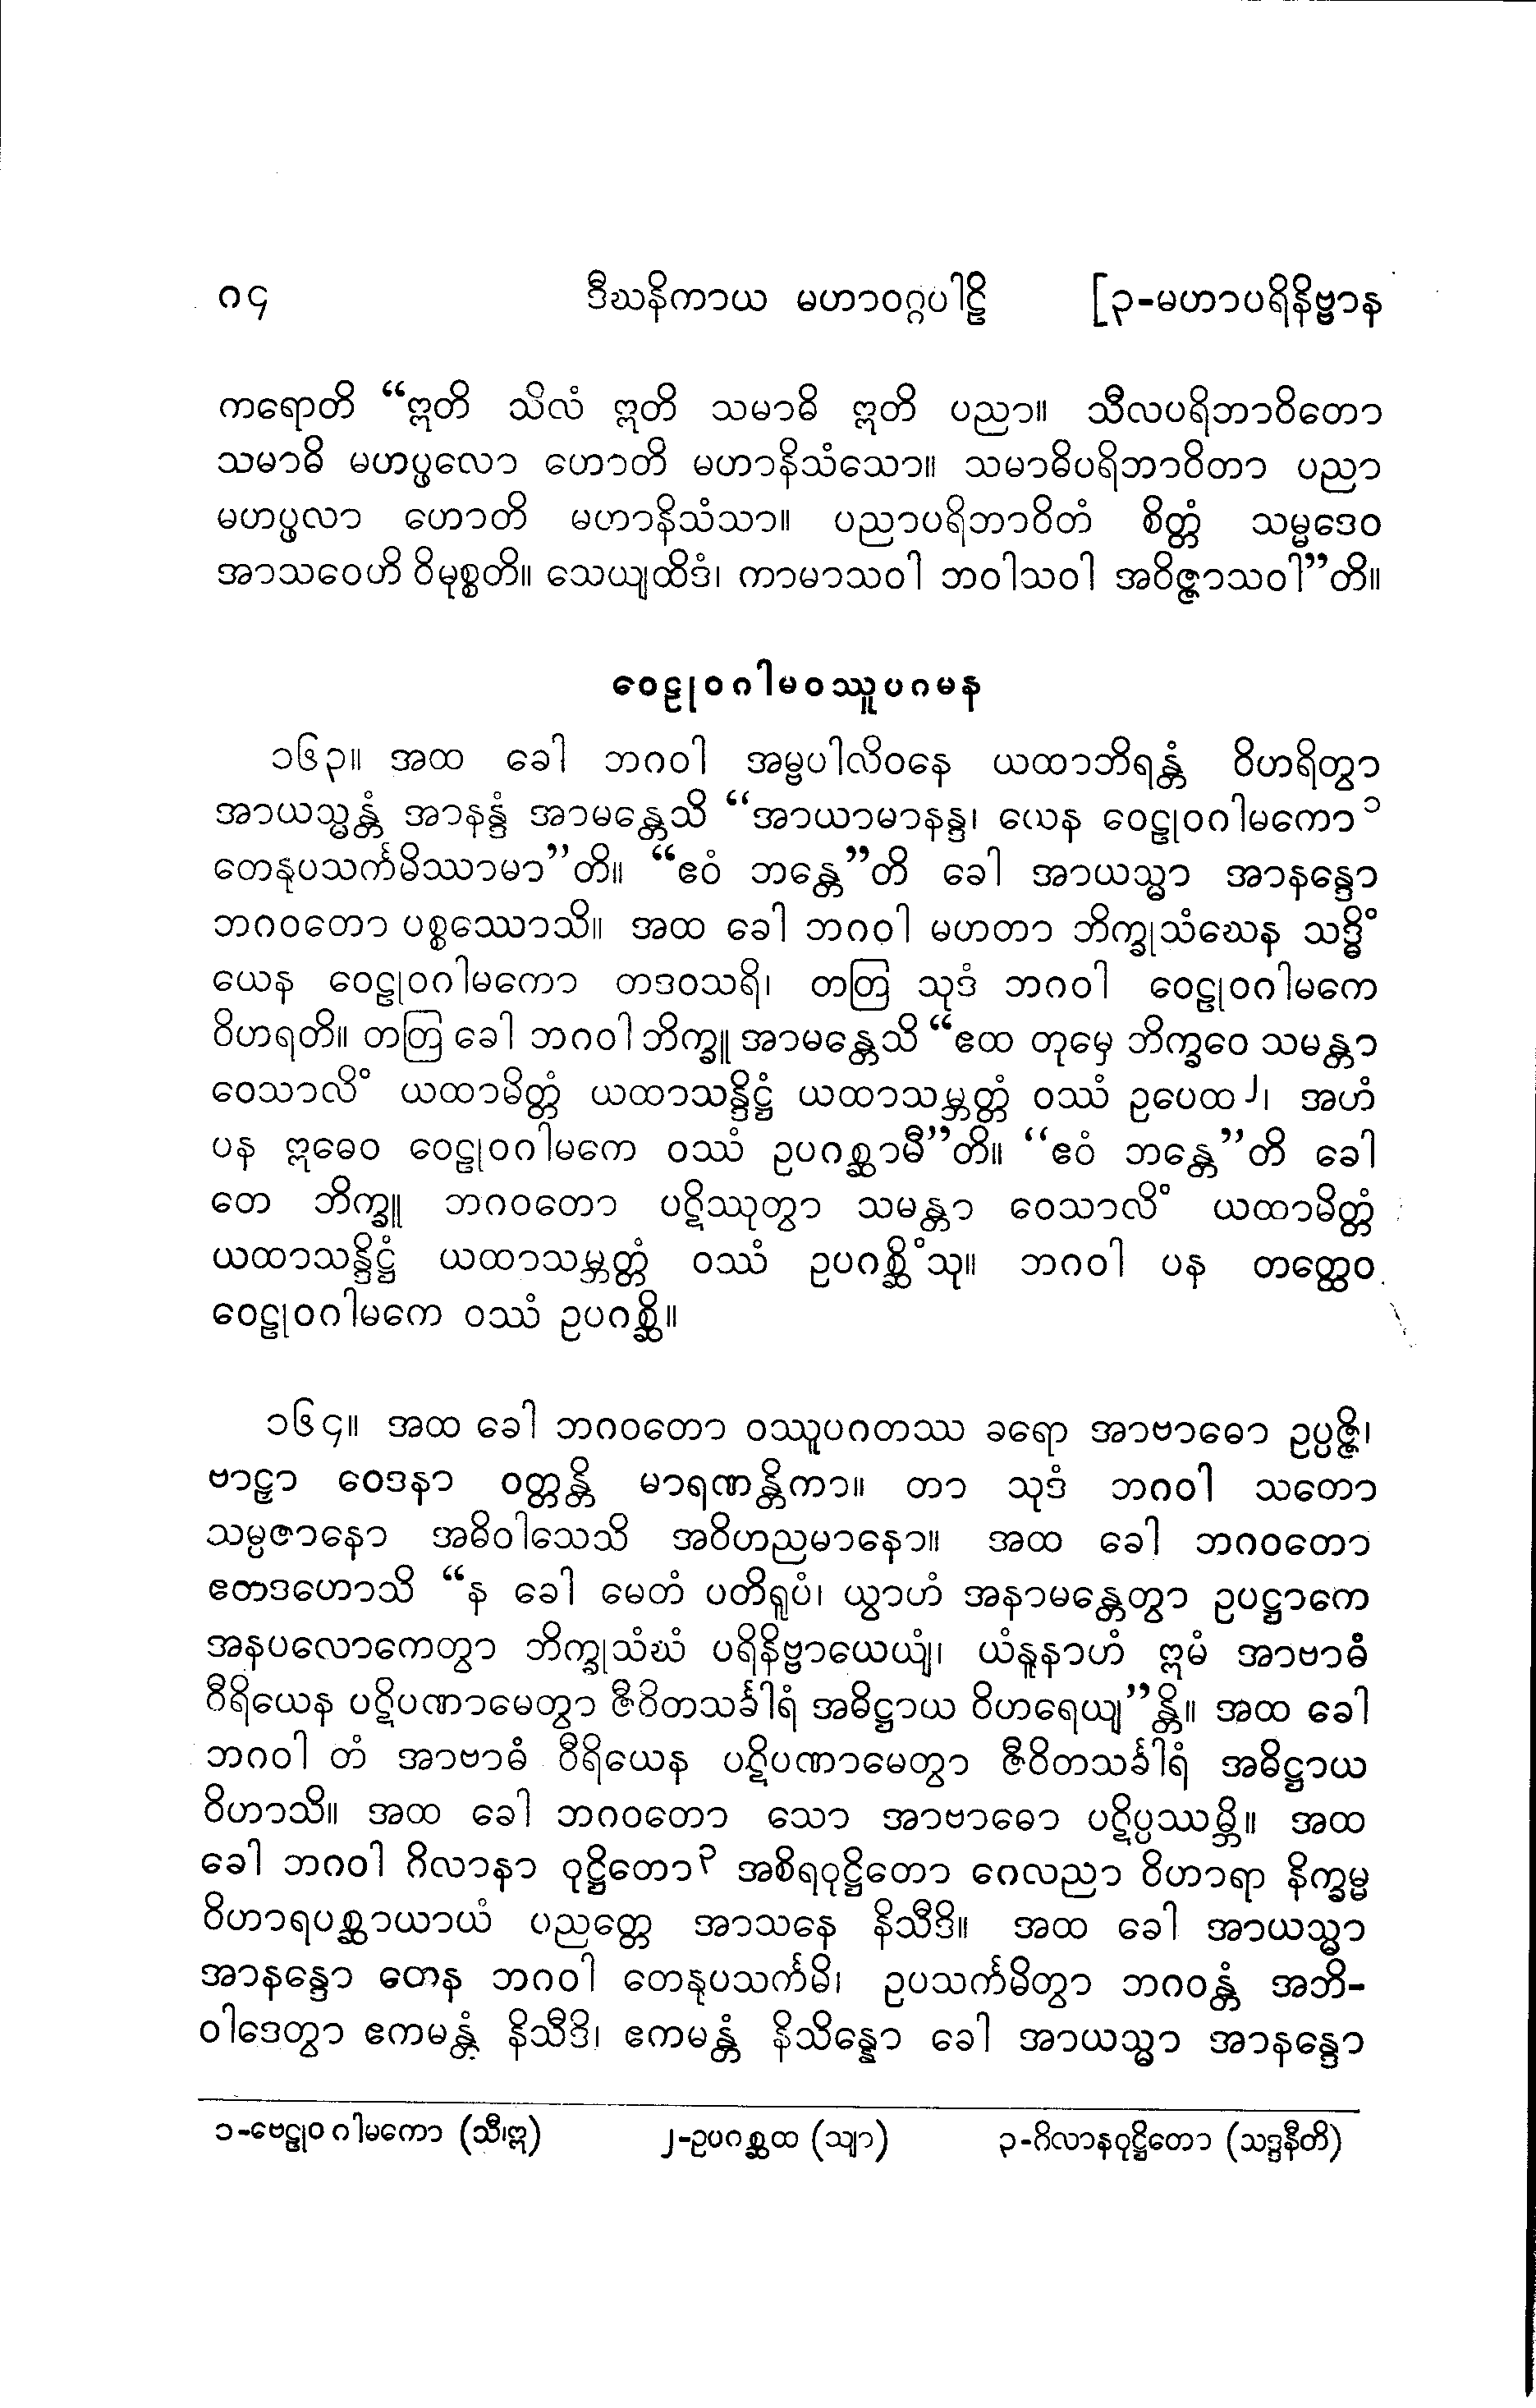 ၈၄ ဒီဃနိကာယ မဟာဝဂ္ဂပါဠိ [၃-မဟာပရိနိဗ္ဗာန
ကရောတိ “ဣတိ သီလံ ဣတိ သမာဓိ ဣတိ ပညာ။ သီလပရိဘာဝိတော
သမာဓိ မဟပ္ဖလော ဟောတိ မဟာနိသံသော။ သမာဓိပရိဘာဝိတာ ပညာ
မဟပ္ဖလာ ဟောတိ မဟာနိသံသာ။ ပညာပရိဘာဝိတံ စိတ္တံ သမ္မဒေဝ
အာသဝေဟိ ဝိမုစ္စတိ။ သေယျထိဒံ၊ ကာမာသဝါ ဘဝါသဝါ အဝိဇ္ဇာသဝါ”တိ။
ဝေဠုဝဂါမဝဿူပဂမန
၁၆၃။ အထ ခေါ ဘဂဝါ အမ္ဗပါလိဝနေ ယထာဘိရန္တံ ဝိဟရိတွာ
အာယသ္မန္တံ အာနန္ဒံ အာမန္တေသိ “အာယာမာနန္ဒ၊ ယေန ဝေဠုဝဂါမကော ၁
တေနုပသင်္ကမိဿာမာ”တိ။ “ဧဝံ ဘန္တေ”တိ ခေါ အာယသ္မာ အာနန္ဒော
ဘဂဝတော ပစ္စဿောသိ။ အထ ခေါ ဘဂဝါ မဟတာ ဘိက္ခုသံဃေန သဒ္ဓိံ
ယေန ဝေဠုဝဂါမကော တဒဝသရိ၊ တတြ သုဒံ ဘဂဝါ ဝေဠုဝဂါမကေ
ဝိဟရတိ။ တတြ ခေါ ဘဂဝါ ဘိက္ခူ အာမန္တေသိ “ဧထ တုမှေ ဘိက္ခဝေ သမန္တာ
ဝေသာလိံ ယထာမိတ္တံ ယထာသန္ဒိဋ္ဌံ ယထာသမ္ဘတ္တံ ဝဿံ ဥပေထ ၂၊ အဟံ
ပန ဣဓေဝ ဝေဠုဝဂါမကေ ဝဿံ ဥပဂစ္ဆာမီ”တိ။ “ဧဝံ ဘန္တေ”တိ ခေါ
တေ ဘိက္ခူ ဘဂဝတော ပဋိဿုတွာ သမန္တာ ဝေသာလိံ ယထာမိတ္တံ
ယထာသန္ဒိဋ္ဌံ ယထာသမ္ဘတ္တံ ဝဿံ ဥပဂစ္ဆိံသု။ ဘဂဝါ ပန တတ္ထေဝ
ဝေဠုဝဂါမကေ ဝဿံ ဥပဂစ္ဆိ။
၁၆၄။ အထ ခေါ ဘဂဝတော ဝဿူပဂတဿ ခရော အာဗာဓော ဥပ္ပဇ္ဇိ၊
ဗာဠှာ ဝေဒနာ ဝတ္တန္တိ မာရဏန္တိကာ။ တာ သုဒံ ဘဂဝါ သတော
သမ္ပဇာနော အဓိဝါသေသိ အဝိဟညမာနော။ အထ ခေါ ဘဂဝတော
ဧတဒဟောသိ “န ခေါ မေတံ ပတိရူပံ၊ ယွာဟံ အနာမန္တေတွာ ဥပဋ္ဌာကေ
အနပလောကေတွာ ဘိက္ခုသံဃံ ပရိနိဗ္ဗာယေယျံ၊ ယံနူနာဟံ ဣမံ အာဗာဓံ
ဝီရိယေန ပဋိပဏာမေတွာ ဇီဝိတသင်္ခါရံ အဓိဋ္ဌာယ ဝိဟရေယျ”န္တိ။ အထ ခေါ
ဘဂဝါ တံ အာဗာဓံ ဝီရိယေန ပဋိပဏာမေတွာ ဇီဝိတသင်္ခါရံ အဓိဋ္ဌာယ
ဝိဟာသိ။ အထ ခေါ ဘဂဝတော သော အာဗာဓော ပဋိပ္ပဿမ္ဘိ။ အထ
ခေါ ဘဂဝါ ဂိလာနာ ဝုဋ္ဌိတော ၃ အစိရဝုဋ္ဌိတော ဂေလညာ ဝိဟာရာ နိက္ခမ္မ
ဝိဟာရပစ္ဆာယာယံ ပညတ္တေ အာသနေ နိသီဒိ။ အထ ခေါ အာယသ္မာ
အာနန္ဒော တေန ဘဂဝါ တေနုပသင်္ကမိ၊ ဥပသင်္ကမိတွာ ဘဂဝန္တံ အဘိ-
ဝါဒေတွာ ဧကမန္တံ နိသီဒိ၊ ဧကမန္တံ နိသိန္နော ခေါ အာယသ္မာ အာနန္ဒော
၁-ဗေဠုဝဂါမကော (သီ၊ဣ) ၂-ဥပဂစ္ဆထ (သျာ) ၃-ဂိလာနဝုဋ္ဌိတော (သဒ္ဒနီတိ)